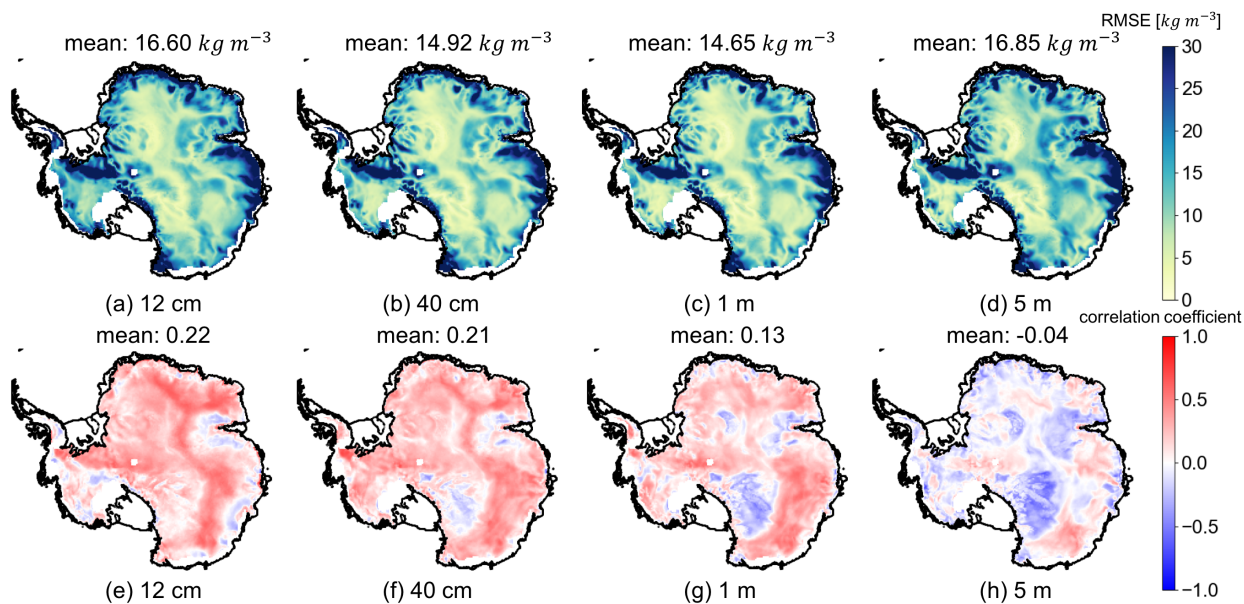 RMSE [kg m⁻³]
mean: 16.60 kg m⁻³
mean: 14.92 kg m⁻³
mean: 14.65 kg m⁻³
mean: 16.85 kg m⁻³
30
25
20
15
10
5
0
(a) 12 cm
(b) 40 cm
(c) 1 m
(d) 5 m
correlation coefficient
mean: 0.22
mean: 0.21
mean: 0.13
mean: -0.04
1.0
0.5
0.0
−0.5
−1.0
(e) 12 cm
(f) 40 cm
(g) 1 m
(h) 5 m